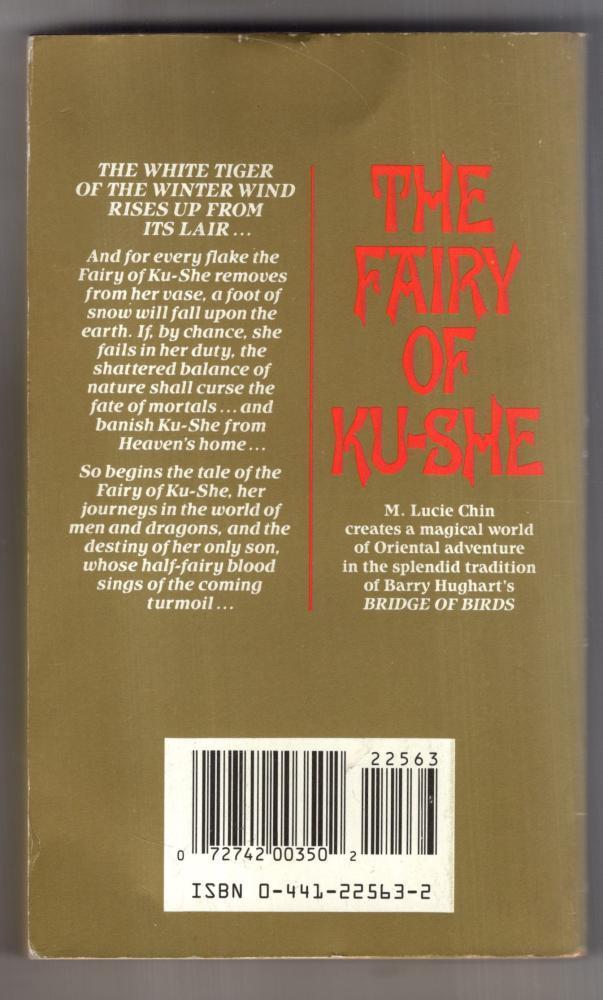 THE WHITE TIGER
OF THE WINTER WIND
RISES UP FROM
ITS LAIR...
And for every flake the
Fairy of Ku-She removes
from her vase, a foot of
snow will fall upon the
earth. If, by chance, she
fails in her duty, the
shattered balance of
nature shall curse the
fate of mortals...and
banish Ku-She from
Heaven's home...
So begins the tale of the
Fairy of Ku-She, her
journeys in the world of
men and dragons, and the
destiny of her only son,
whose half-fairy blood
sings of the coming
turmoil...
THE
FAIRY
OF
KU-SHE
M. Lucie Chin
creates a magical world
of Oriental adventure
in the splendid tradition
of Barry Hughart's
BRIDGE OF BIRDS
22563
0 72742 00350 2
ISBN 0-441-22563-2